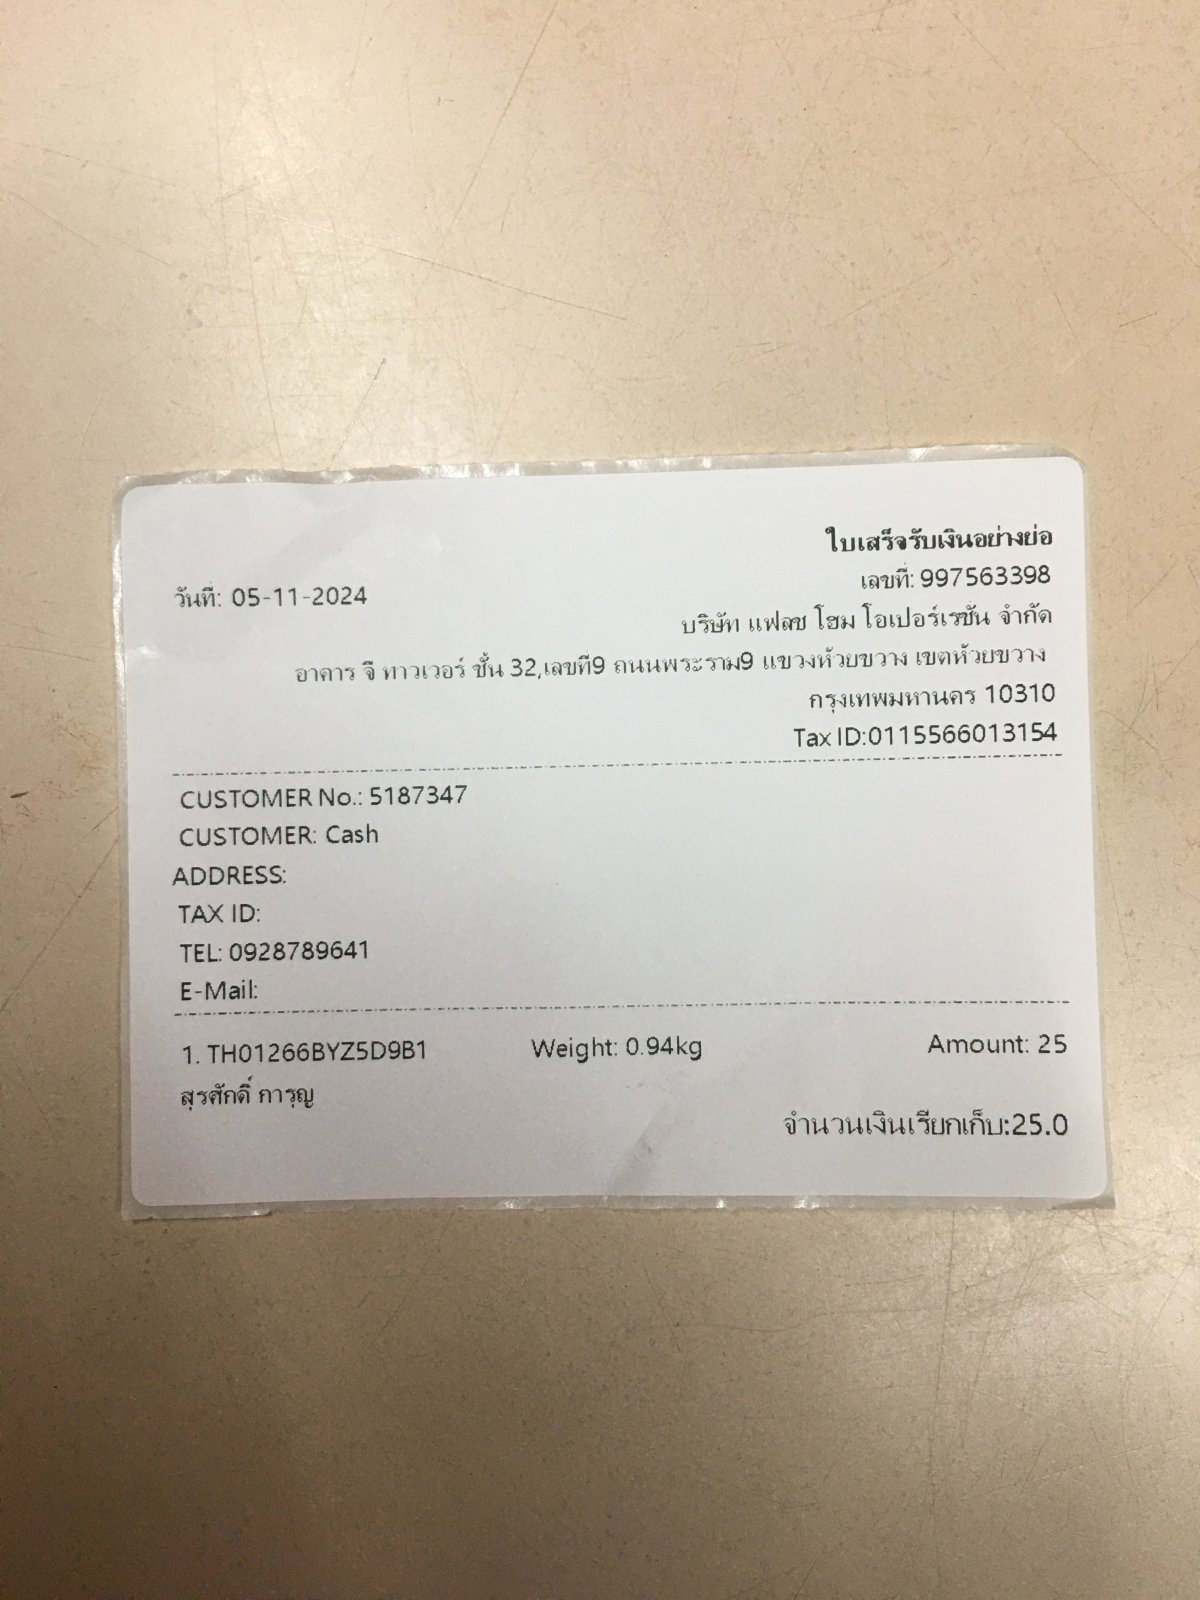 ใบเสร็จรับเงินอย่างย่อ
เลขที่: 997563398
วันที่: 05-11-2024
บริษัท แฟลช โฮม โอเปอร์เรชั่น จำกัด
อาคาร จี ทาวเวอร์ ชั้น 32,เลขที่9 ถนนพระราม9 แขวงห้วยขวาง เขตห้วยขวาง
กรุงเทพมหานคร 10310
Tax ID:0115566013154
CUSTOMER No.: 5187347
CUSTOMER: Cash
ADDRESS:
TAX ID:
TEL: 0928789641
E-Mail:
1. TH01266BYZ5D9B1 Weight: 0.94kg Amount: 25
สุรศักดิ์ การุญ
จำนวนเงินเรียกเก็บ:25.0